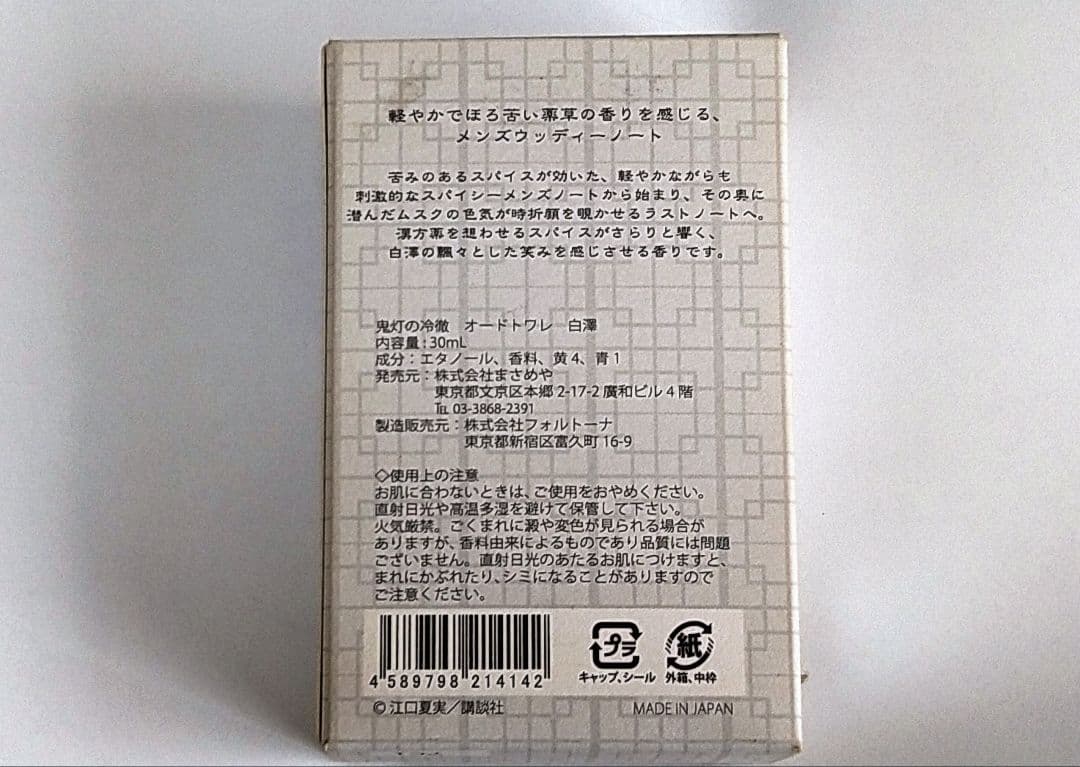 軽やかでほろ苦い薬草の香りを感じる、
メンズウッディーノート
苦みのあるスパイスが効いた、軽やかながらも
刺激的なスパイシーメンズノートから始まり、その奥に
潜んだムスクの色気が時折顔を覗かせるラストノートへ。
漢方薬を想わせるスパイスがさらりと響く、
白澤の飄々とした笑みを感じさせる香りです。
鬼灯の冷徹 オードトワレ 白澤
内容量:30mL
成分:エタノール、香料、黄4、青1
発売元:株式会社まさめや
東京都文京区本郷2-17-2廣和ビル4階
℡ 03-3868-2391
製造販売元:株式会社フォルトーナ
東京都新宿区富久町16-9
◇使用上の注意
お肌に合わないときは、ご使用をおやめください。
直射日光や高温多湿を避けて保管して下さい。
火気厳禁。ごくまれに澱や変色が見られる場合が
ありますが、香料由来によるものであり品質には問題
ございません。直射日光のあたるお肌につけますと、
まれにかぶれたり、シミになることがありますので
ご注意ください。
4 589798 214142
プラ
キャップ、シール
紙
外箱、中枠
© 江口夏実/講談社
MADE IN JAPAN